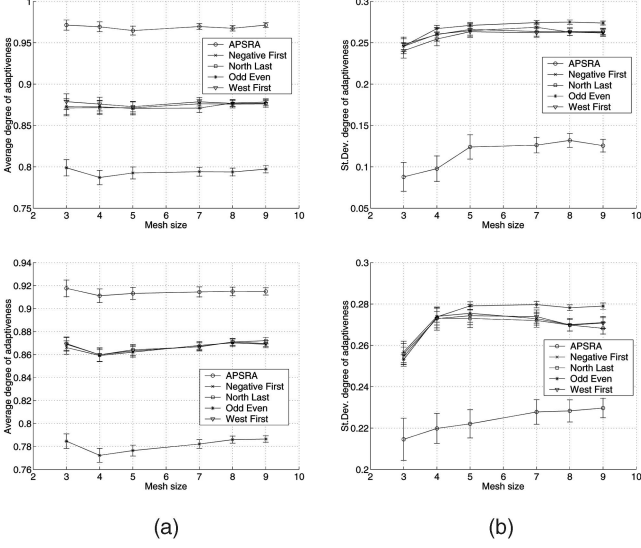 1
0.95
0.9
0.85
0.8
0.75
2 3 4 5 6 7 8 9 10
Mesh size
Average degree of adaptiveness
APSRA
Negative First
North Last
Odd Even
West First
0.3
0.25
0.2
0.15
0.1
0.05
2 3 4 5 6 7 8 9 10
Mesh size
St.Dev. degree of adaptiveness
APSRA
Negative First
North Last
Odd Even
West First
0.94
0.92
0.9
0.88
0.86
0.84
0.82
0.8
0.78
0.76
2 3 4 5 6 7 8 9 10
Mesh size
Average degree of adaptiveness
APSRA
Negative First
North Last
Odd Even
West First
0.3
0.28
0.26
0.24
0.22
0.2
2 3 4 5 6 7 8 9 10
Mesh size
St.Dev. degree of adaptiveness
APSRA
Negative First
North Last
Odd Even
West First
(a)
(b)